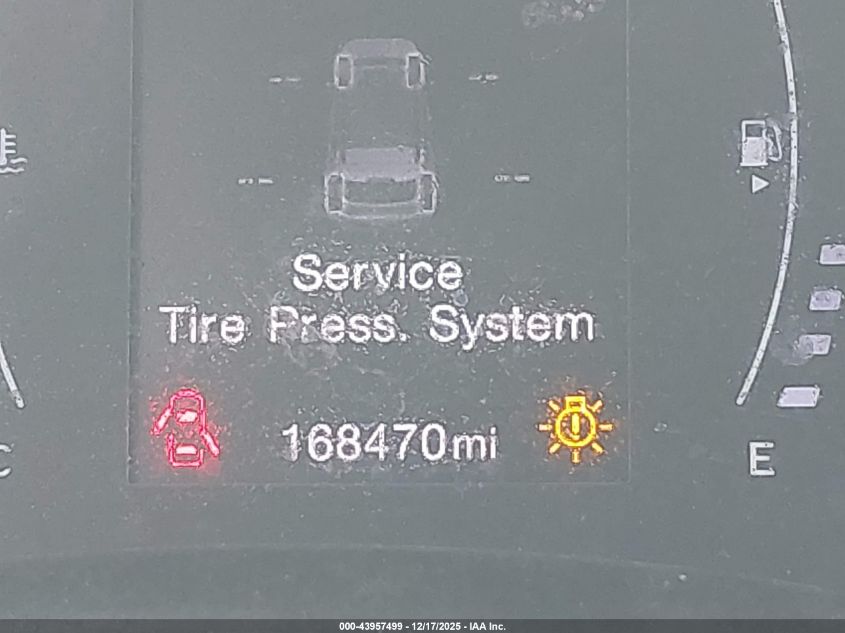 Service
Tire Press. System
168470mi
C
E
000-43957499 - 12/17/2025 - IAA Inc.